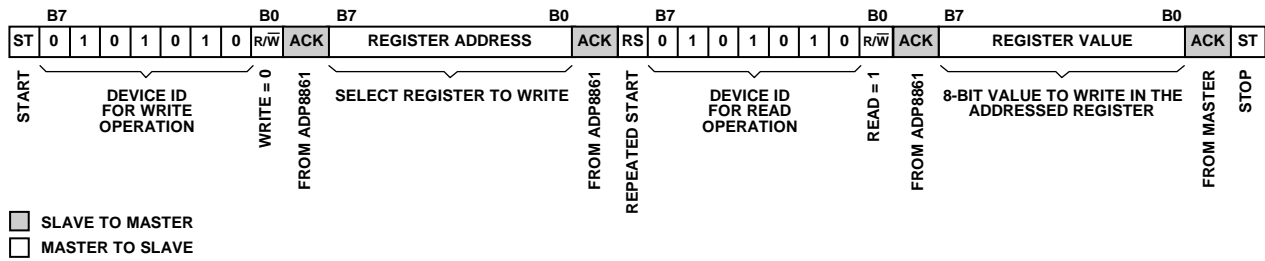 B7 B0 B7 B0 B7 B0 B7 B0
ST 0 1 0 1 0 1 0 R/W̅ ACK REGISTER ADDRESS ACK RS 0 1 0 1 0 1 0 R/W̅ ACK REGISTER VALUE ACK ST
START
DEVICE ID
FOR WRITE
OPERATION
WRITE = 0
FROM ADP8861
SELECT REGISTER TO WRITE
FROM ADP8861
REPEATED START
DEVICE ID
FOR READ
OPERATION
READ = 1
FROM ADP8861
8-BIT VALUE TO WRITE IN THE
ADDRESSED REGISTER
FROM MASTER
STOP
SLAVE TO MASTER
MASTER TO SLAVE